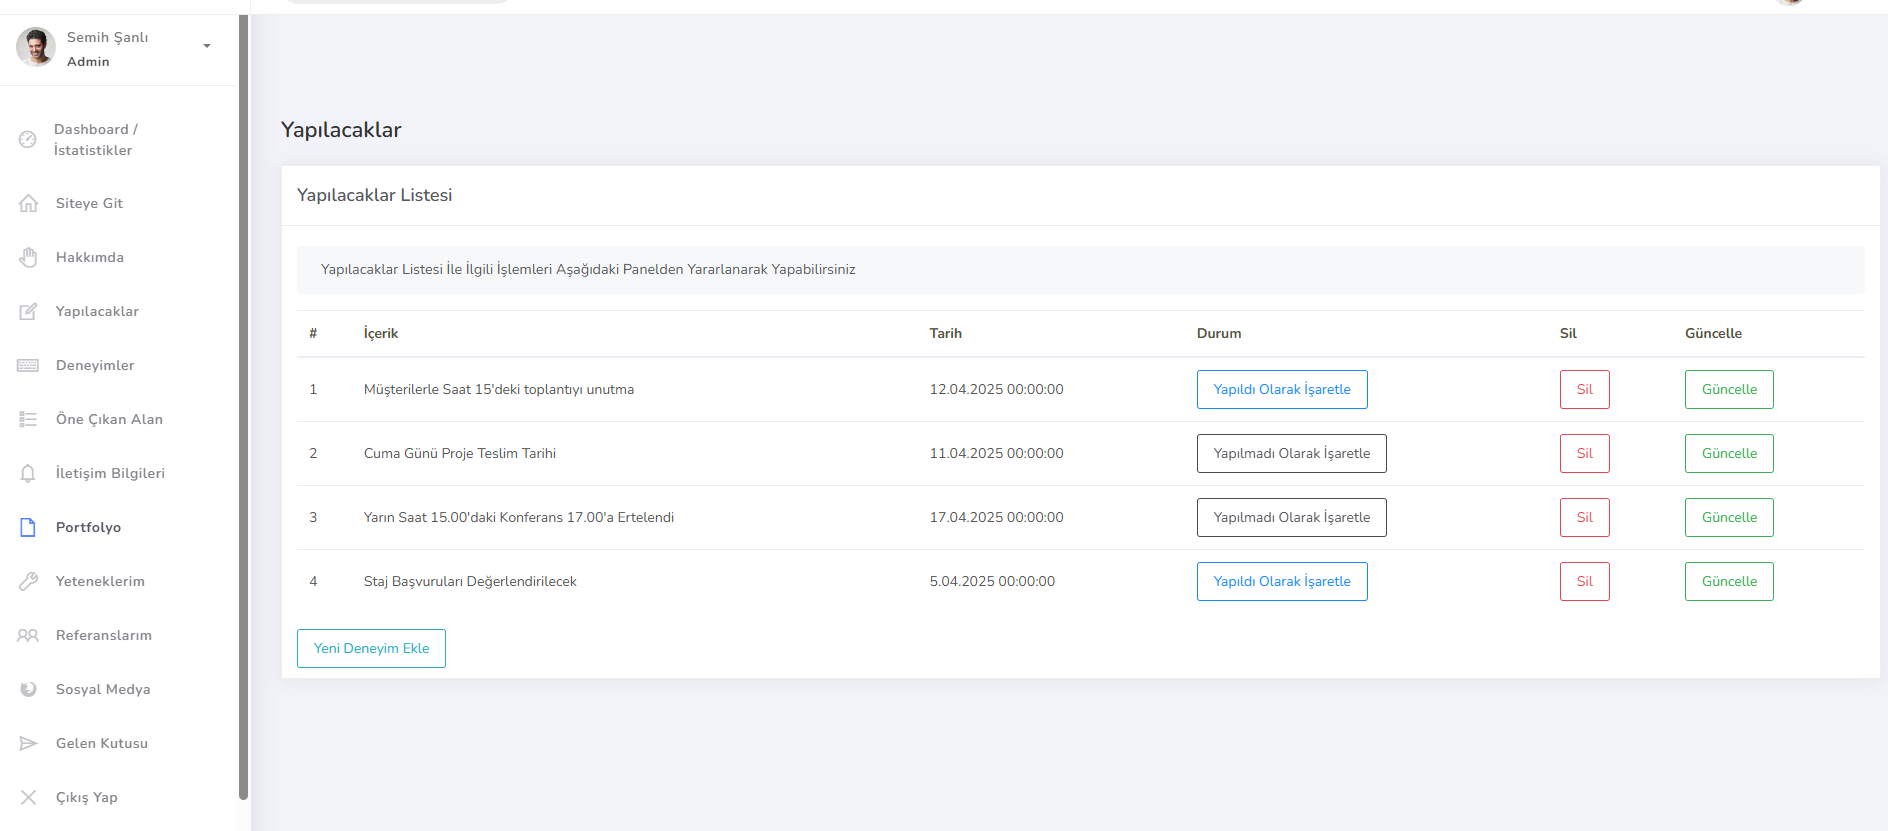 Semih Şanlı
Admin
Dashboard /
İstatistikler
Siteye Git
Hakkımda
Yapılacaklar
Deneyimler
Öne Çıkan Alan
İletişim Bilgileri
Portfolyo
Yeteneklerim
Referanslarım
Sosyal Medya
Gelen Kutusu
Çıkış Yap
Yapılacaklar
Yapılacaklar Listesi
Yapılacaklar Listesi İle İlgili İşlemleri Aşağıdaki Panelden Yararlanarak Yapabilirsiniz
# İçerik Tarih Durum Sil Güncelle
1 Müşterilerle Saat 15'deki toplantıyı unutma 12.04.2025 00:00:00 Yapıldı Olarak İşaretle Sil Güncelle
2 Cuma Günü Proje Teslim Tarihi 11.04.2025 00:00:00 Yapılmadı Olarak İşaretle Sil Güncelle
3 Yarın Saat 15.00'daki Konferans 17.00'a Ertelendi 17.04.2025 00:00:00 Yapılmadı Olarak İşaretle Sil Güncelle
4 Staj Başvuruları Değerlendirilecek 5.04.2025 00:00:00 Yapıldı Olarak İşaretle Sil Güncelle
Yeni Deneyim Ekle